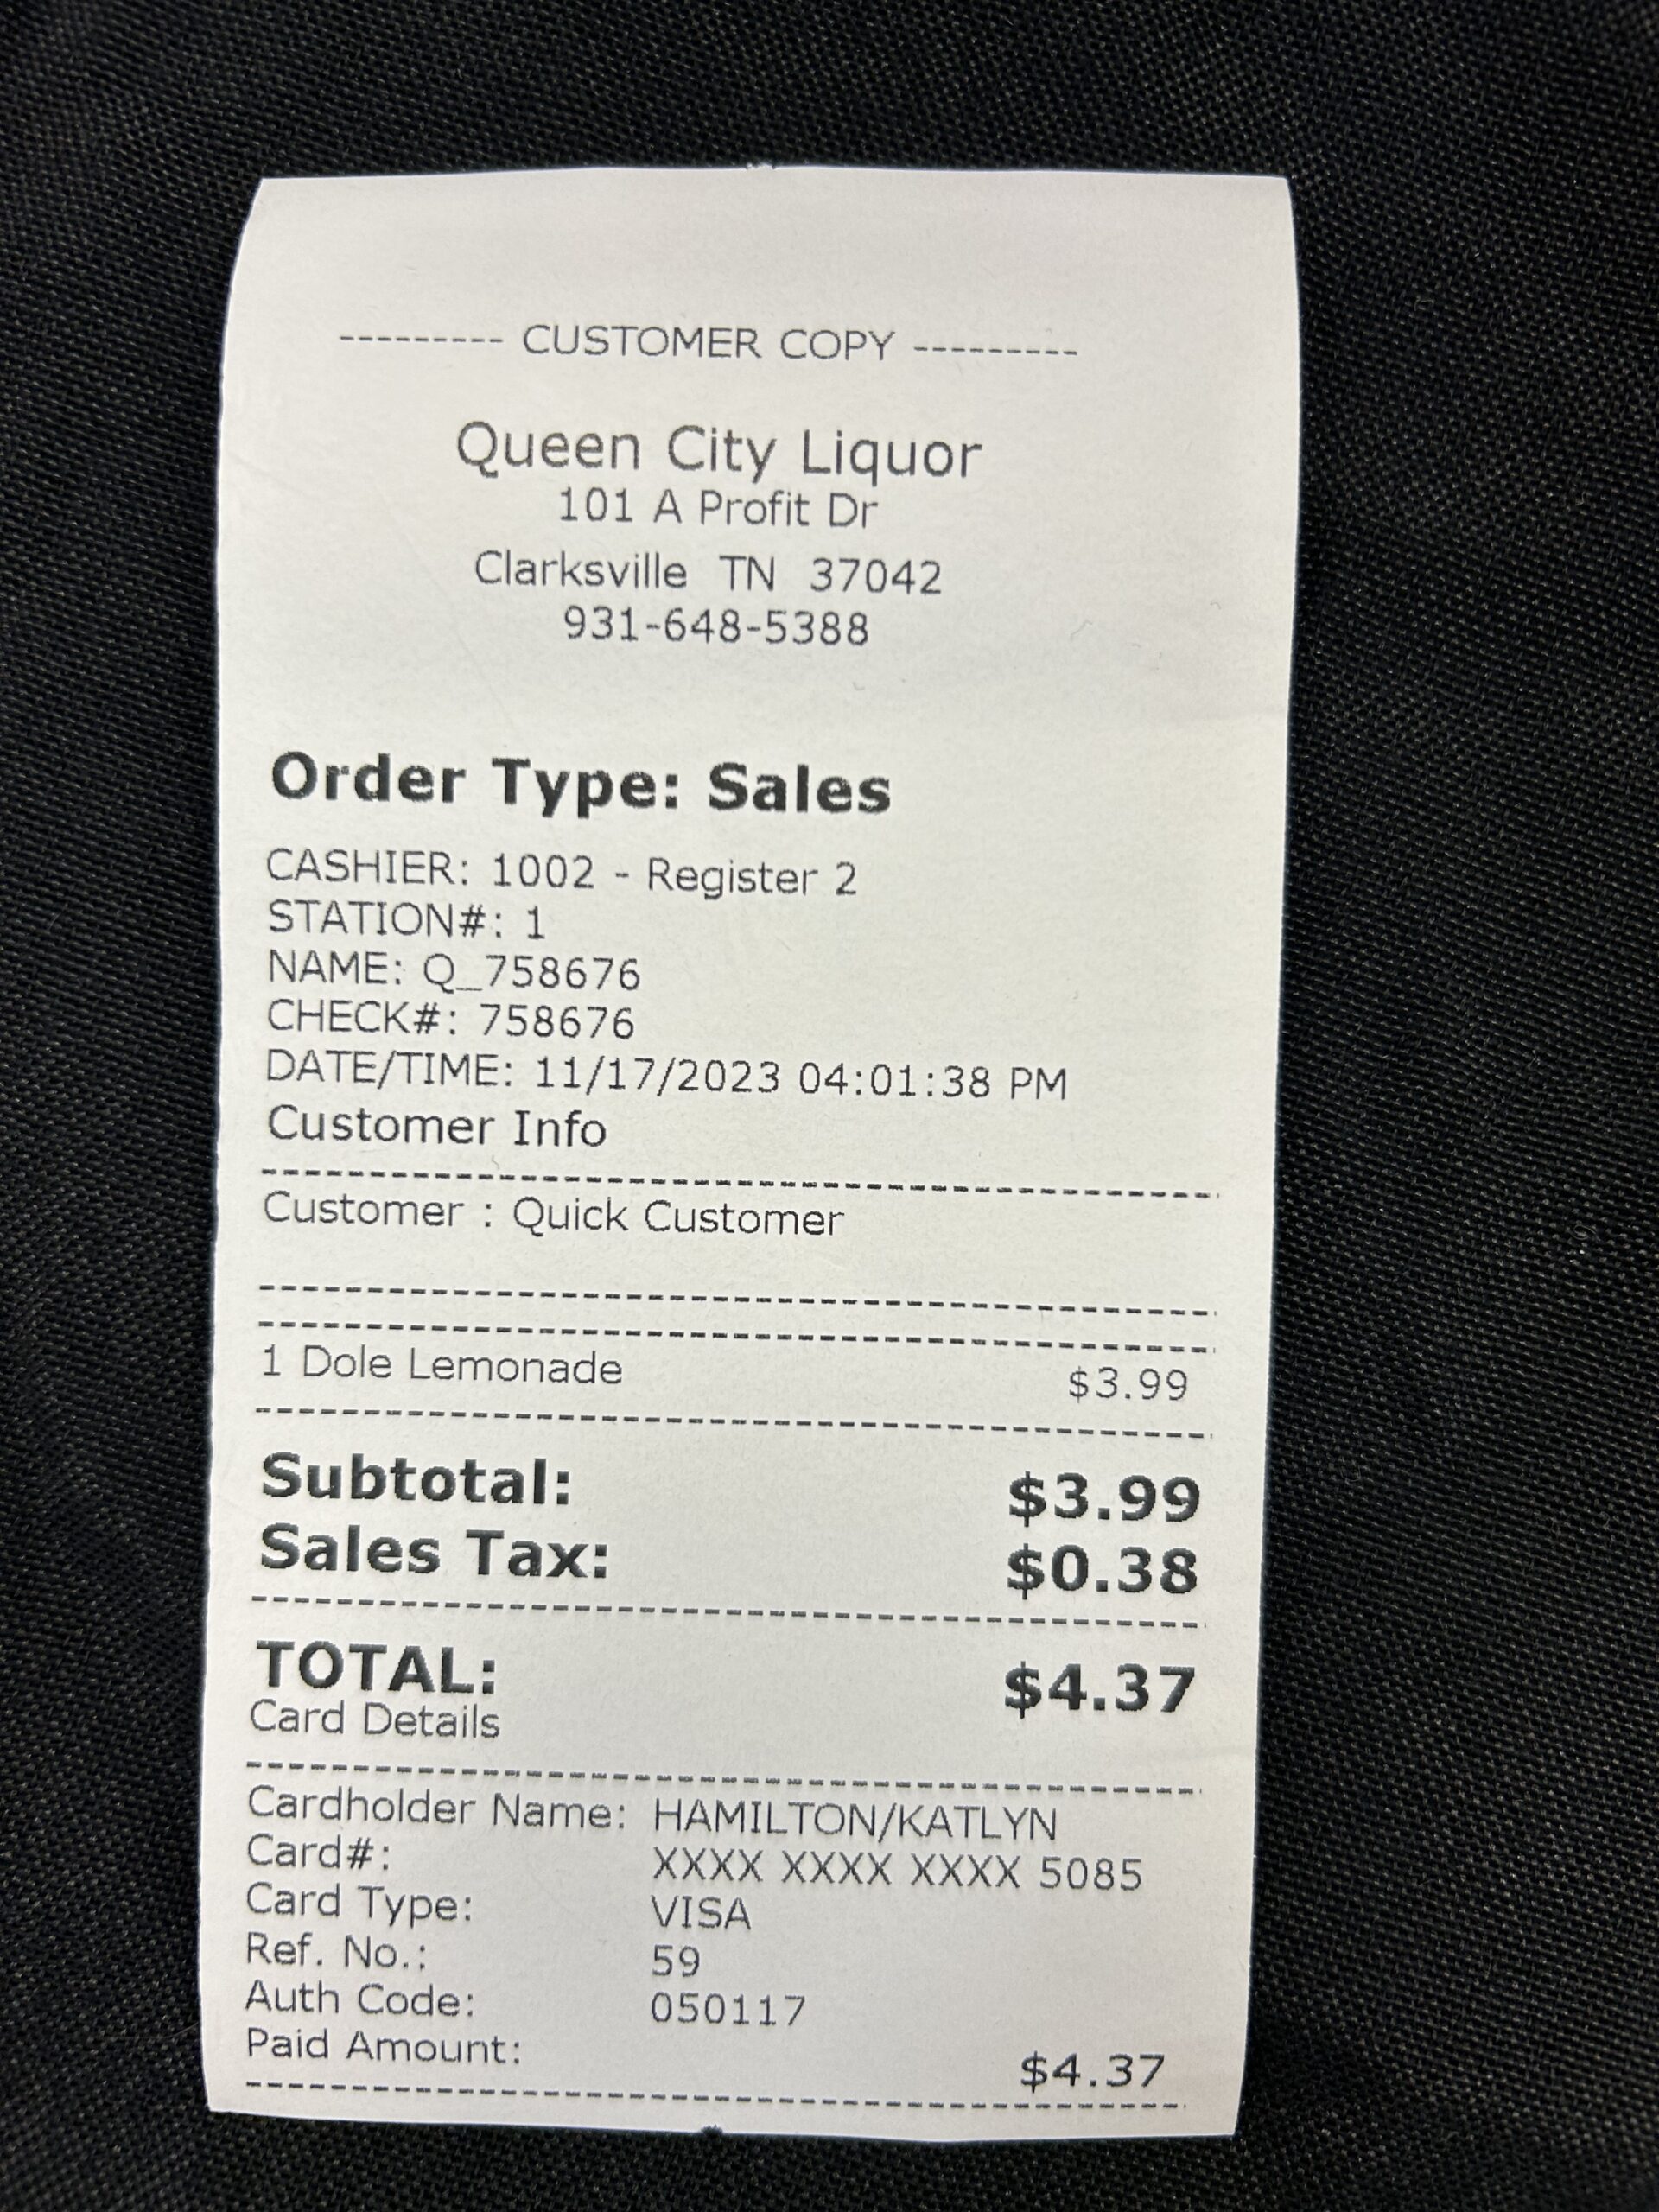 --------- CUSTOMER COPY ---------
Queen City Liquor
101 A Profit Dr
Clarksville TN 37042
931-648-5388
Order Type: Sales
CASHIER: 1002 - Register 2
STATION#: 1
NAME: Q_758676
CHECK#: 758676
DATE/TIME: 11/17/2023 04:01:38 PM
Customer Info
Customer : Quick Customer
1 Dole Lemonade $3.99
Subtotal: $3.99
Sales Tax: $0.38
TOTAL: $4.37
Card Details
Cardholder Name: HAMILTON/KATLYN
Card#: XXXX XXXX XXXX 5085
Card Type: VISA
Ref. No.: 59
Auth Code: 050117
Paid Amount: $4.37